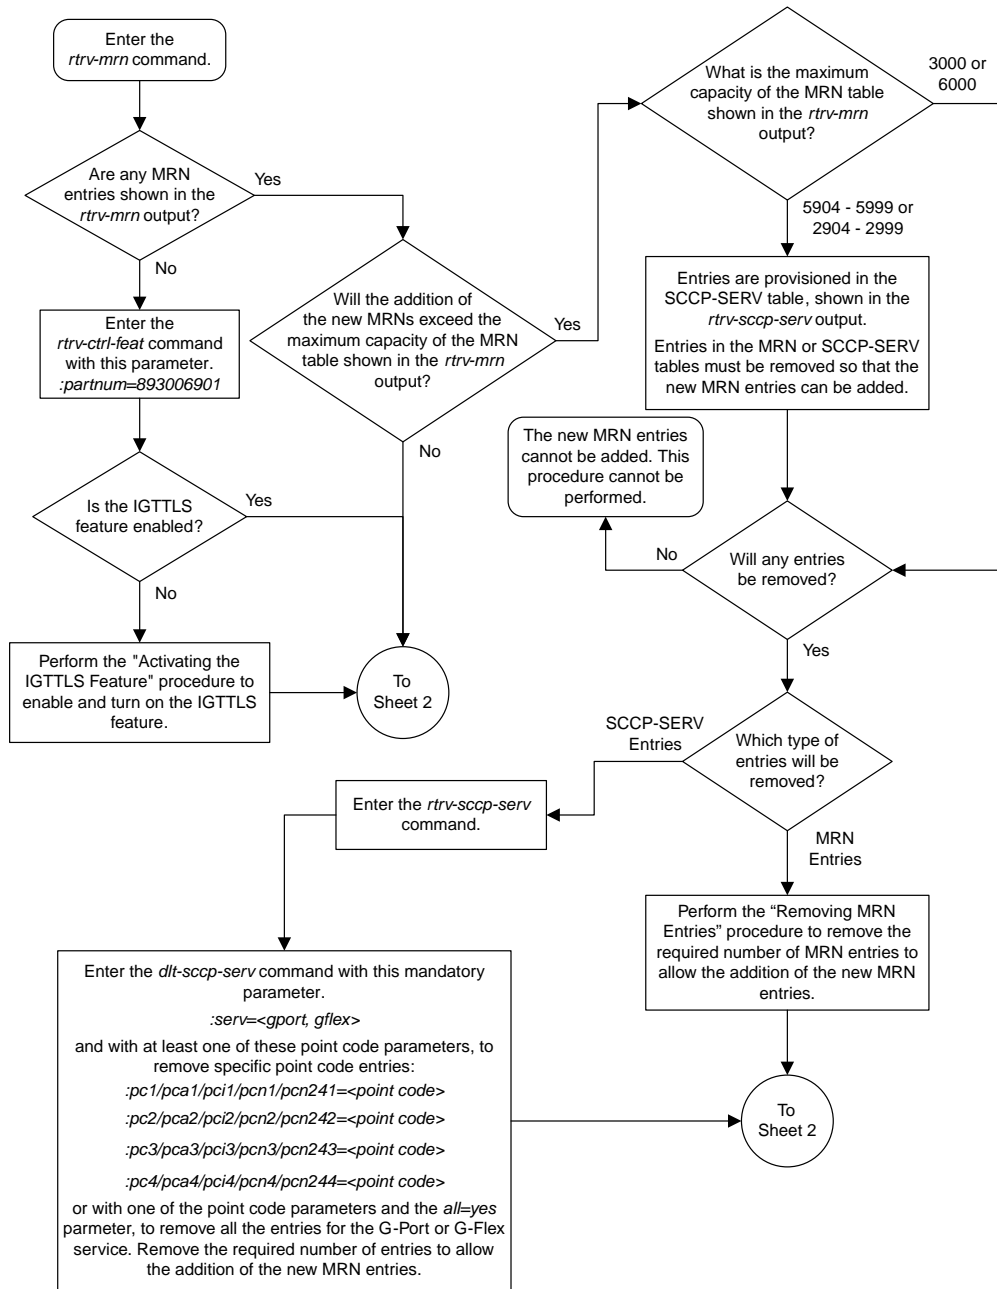 Enter the
rtrv-mrn command.
Are any MRN
entries shown in the
rtrv-mrn output?
Yes
No
Enter the
rtrv-ctrl-feat command
with this parameter.
:partnum=893006901
Is the IGTTLS
feature enabled?
Yes
No
Perform the "Activating the
IGTTLS Feature" procedure to
enable and turn on the IGTTLS
feature.
Will the addition of
the new MRNs exceed the
maximum capacity of the MRN
table shown in the rtrv-mrn
output?
Yes
No
To
Sheet 2
What is the maximum
capacity of the MRN table
shown in the rtrv-mrn
output?
3000 or
6000
5904 - 5999 or
2904 - 2999
Entries are provisioned in the
SCCP-SERV table, shown in the
rtrv-sccp-serv output.
Entries in the MRN or SCCP-SERV
tables must be removed so that the
new MRN entries can be added.
The new MRN entries
cannot be added. This
procedure cannot be
performed.
No
Will any entries
be removed?
Yes
SCCP-SERV
Entries
Which type of
entries will be
removed?
MRN
Entries
Enter the rtrv-sccp-serv
command.
Perform the “Removing MRN
Entries” procedure to remove the
required number of MRN entries to
allow the addition of the new MRN
entries.
Enter the dlt-sccp-serv command with this mandatory
parameter.
:serv=<gport, gflex>
and with at least one of these point code parameters, to
remove specific point code entries:
:pc1/pca1/pci1/pcn1/pcn241=<point code>
:pc2/pca2/pci2/pcn2/pcn242=<point code>
:pc3/pca3/pci3/pcn3/pcn243=<point code>
:pc4/pca4/pci4/pcn4/pcn244=<point code>
or with one of the point code parameters and the all=yes
parmeter, to remove all the entries for the G-Port or G-Flex
service. Remove the required number of entries to allow
the addition of the new MRN entries.
To
Sheet 2